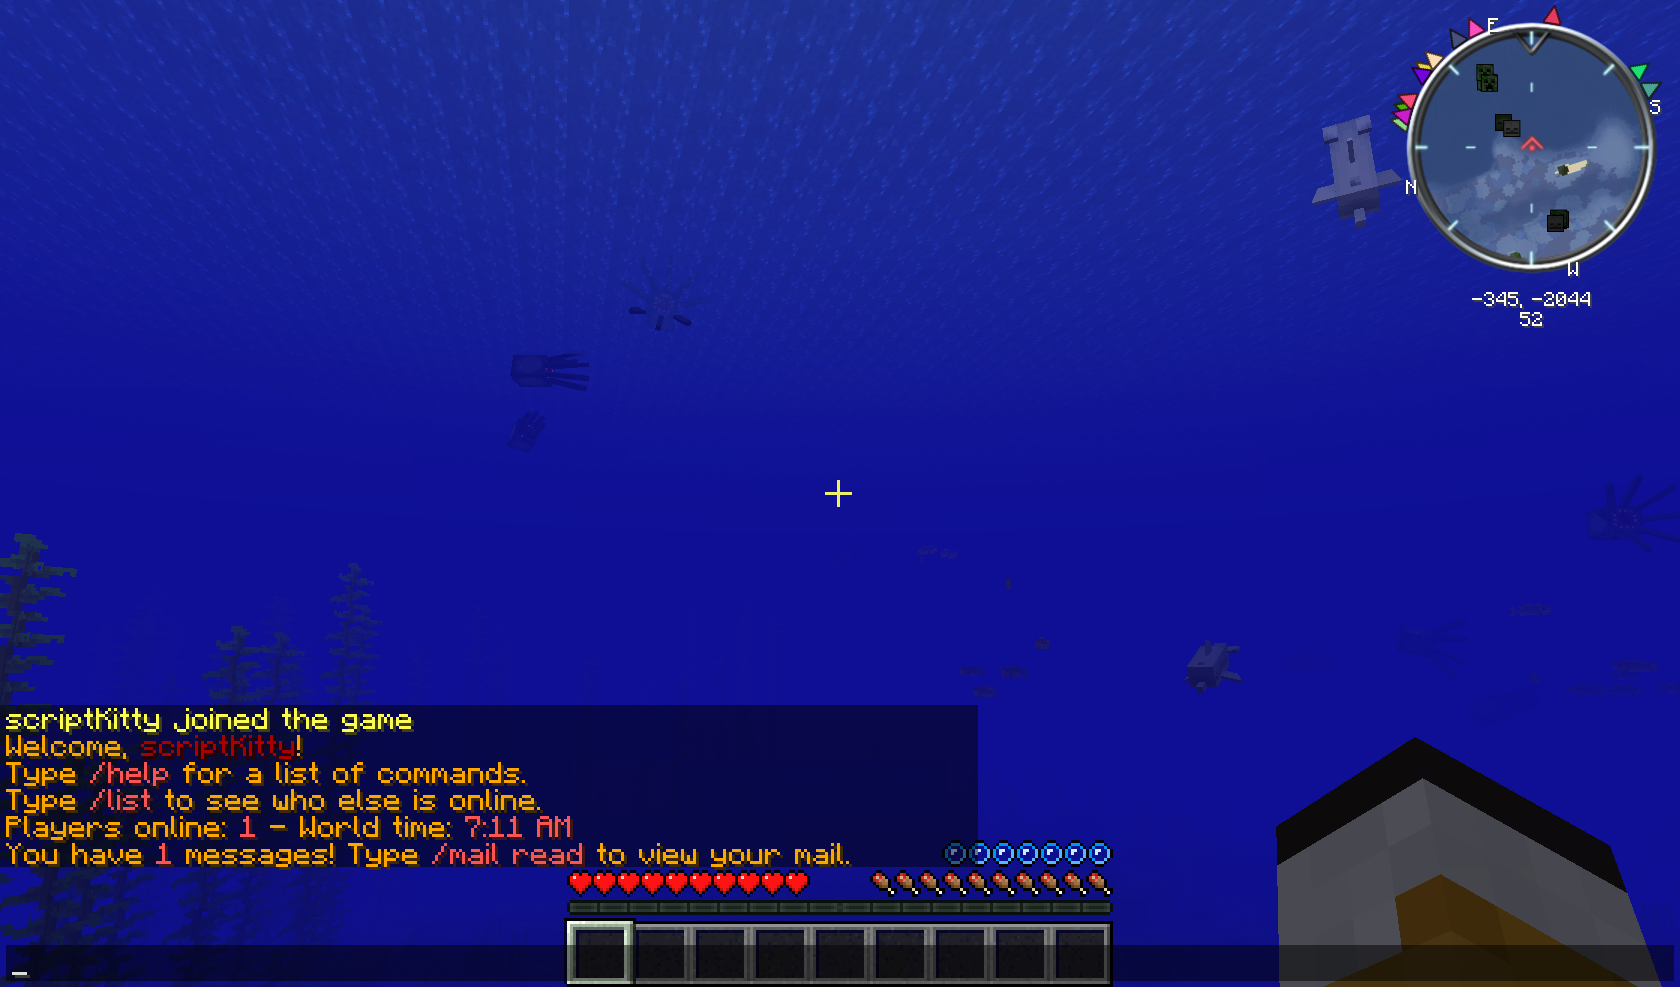 E
S
N
W
-345, -2044
52
scriptKitty joined the game
Welcome, scriptKitty!
Type /help for a list of commands.
Type /list to see who else is online.
Players online: 1 - World time: 7:11 AM
You have 1 messages! Type /mail read to view your mail.
_